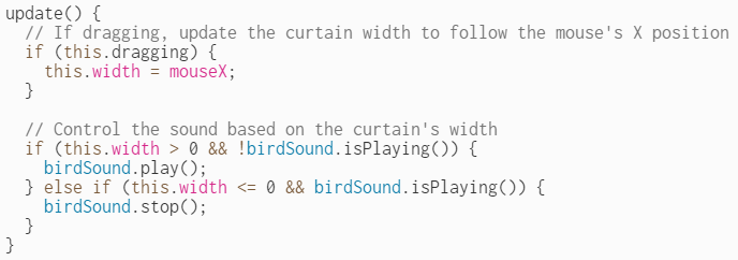 update() {
  // If dragging, update the curtain width to follow the mouse's X position
  if (this.dragging) {
    this.width = mouseX;
  }

  // Control the sound based on the curtain's width
  if (this.width > 0 && !birdSound.isPlaying()) {
    birdSound.play();
  } else if (this.width <= 0 && birdSound.isPlaying()) {
    birdSound.stop();
  }
}